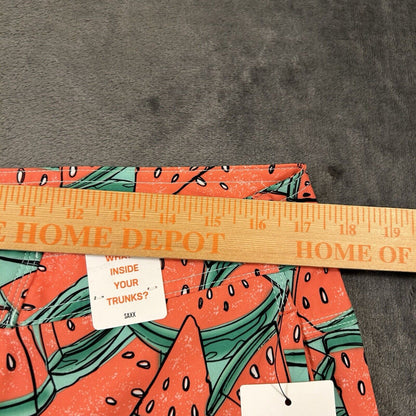 11 12 13 14 15 16 17 18 19
HOME DEPOT HOME OF
INSIDE
YOUR
TRUNKS?
SAXX